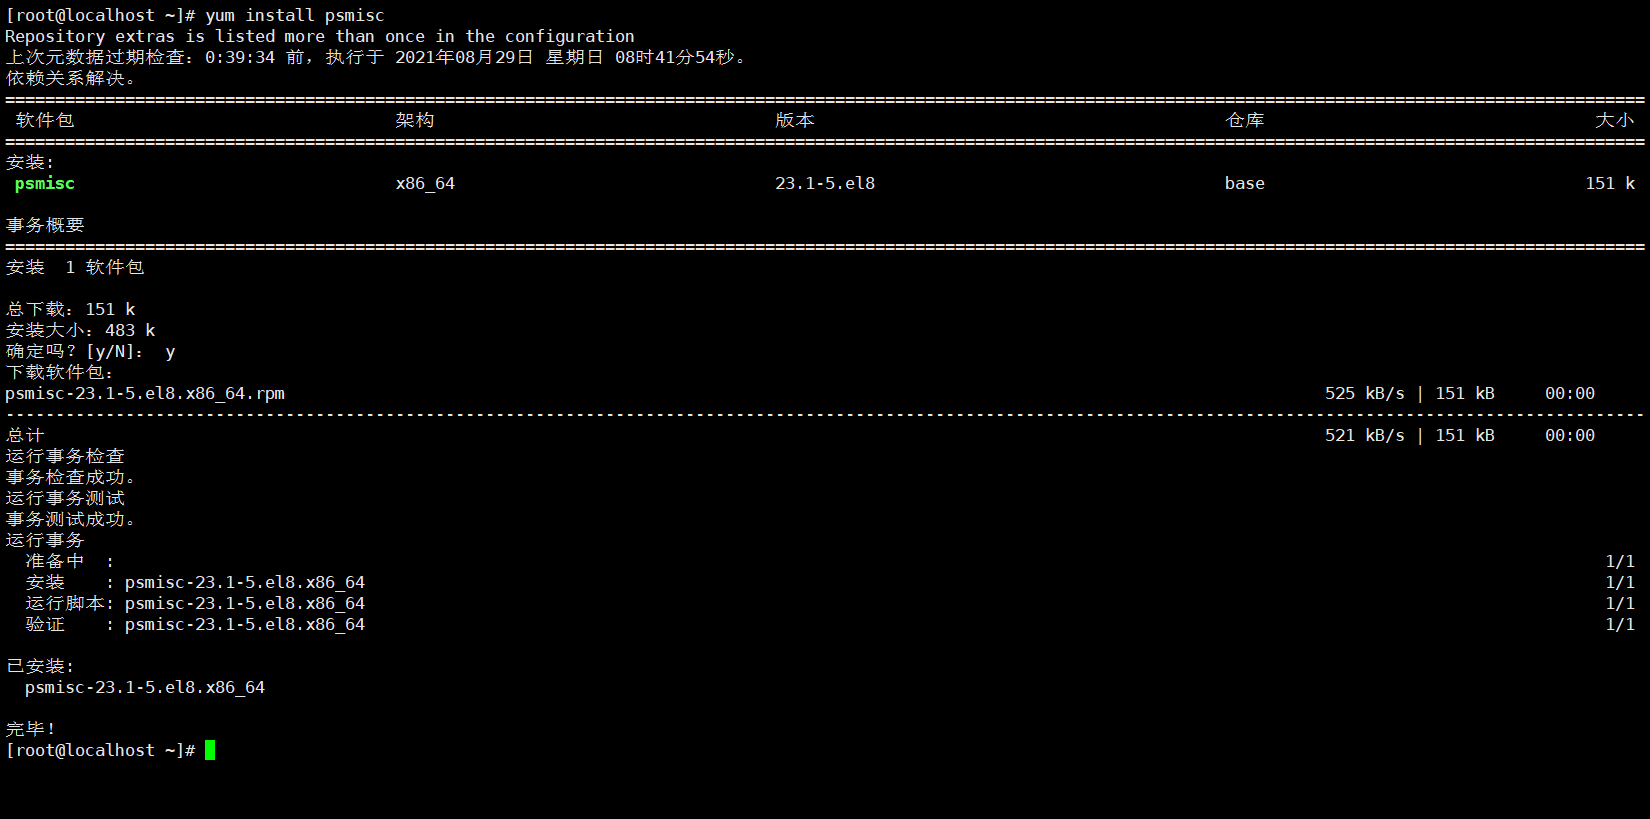 [root@localhost ~]# yum install psmisc
Repository extras is listed more than once in the configuration
上次元数据过期检查：0:39:34 前，执行于 2021年08月29日 星期日 08时41分54秒。
依赖关系解决。
================================================================================
软件包 架构 版本 仓库 大小
================================================================================
安装:
psmisc x86_64 23.1-5.el8 base 151 k
事务概要
================================================================================
安装  1 软件包
总下载：151 k
安装大小：483 k
确定吗？[y/N]： y
下载软件包：
psmisc-23.1-5.el8.x86_64.rpm 525 kB/s | 151 kB 00:00
--------------------------------------------------------------------------------
总计 521 kB/s | 151 kB 00:00
运行事务检查
事务检查成功。
运行事务测试
事务测试成功。
运行事务
准备中  : 1/1
安装    : psmisc-23.1-5.el8.x86_64 1/1
运行脚本: psmisc-23.1-5.el8.x86_64 1/1
验证    : psmisc-23.1-5.el8.x86_64 1/1
已安装:
psmisc-23.1-5.el8.x86_64
完毕！
[root@localhost ~]#